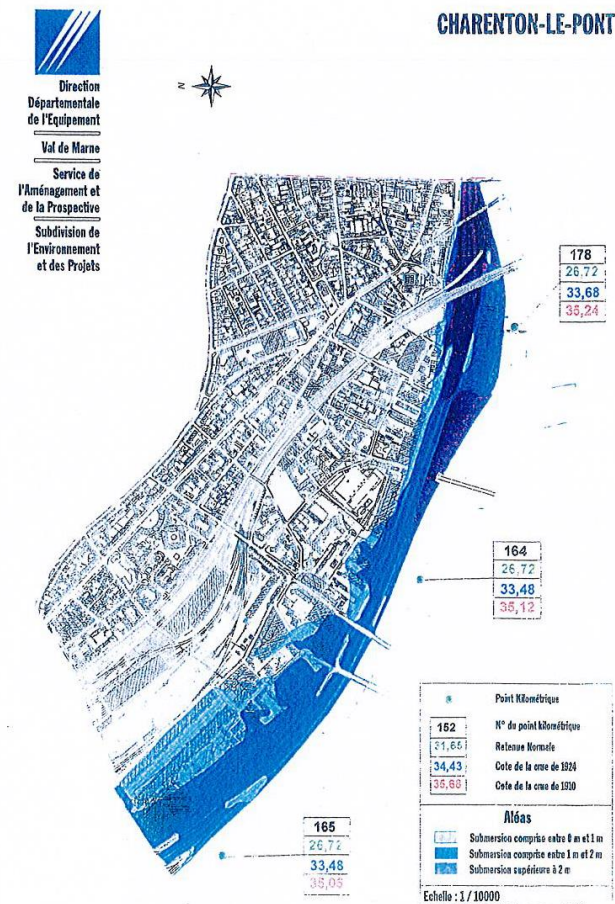 CHARENTON-LE-PONT
Direction
Départementale
de l'Equipement
Val de Marne
Service de
l'Aménagement et
de la Prospective
Subdivision de
l'Environnement
et des Projets
N
178
26,72
33,68
35,24
164
26,72
33,48
35,12
165
26,72
33,48
35,05
Point Kilométrique
152 N° du point kilométrique
31,65 Retenue Normale
34,43 Cote de la crue de 1924
35,68 Cote de la crue de 1910
Aléas
Submersion comprise entre 0 m et 1 m
Submersion comprise entre 1 m et 2 m
Submersion supérieure à 2 m
Echelle : 1 / 10000